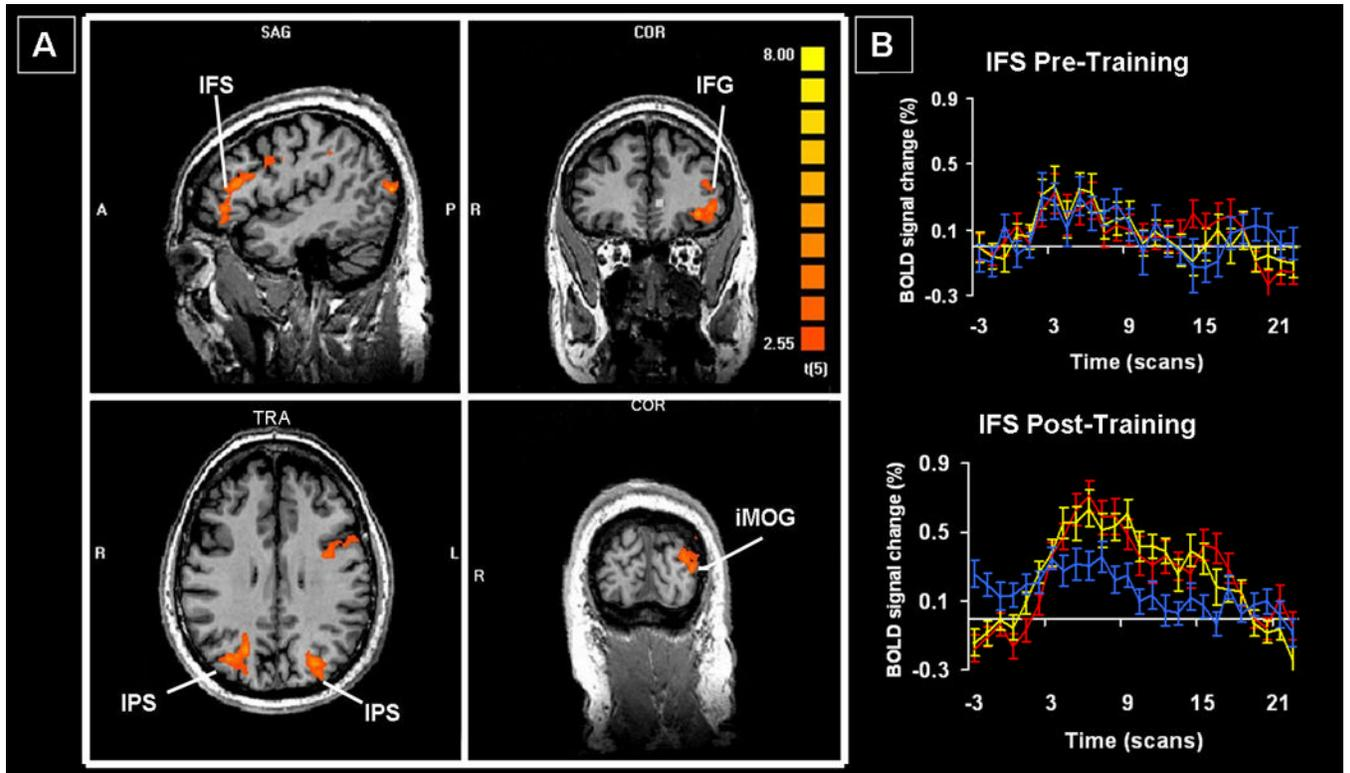 A
SAG
IFS
A
P
COR
IFG
R
8.00
2.55
t(5)
TRA
R
L
IPS
IPS
COR
iMOG
R
B
IFS Pre-Training
BOLD signal change (%)
0.9
0.5
0.1
-0.3
-3 3 9 15 21
Time (scans)
IFS Post-Training
BOLD signal change (%)
0.9
0.5
0.1
-0.3
-3 3 9 15 21
Time (scans)